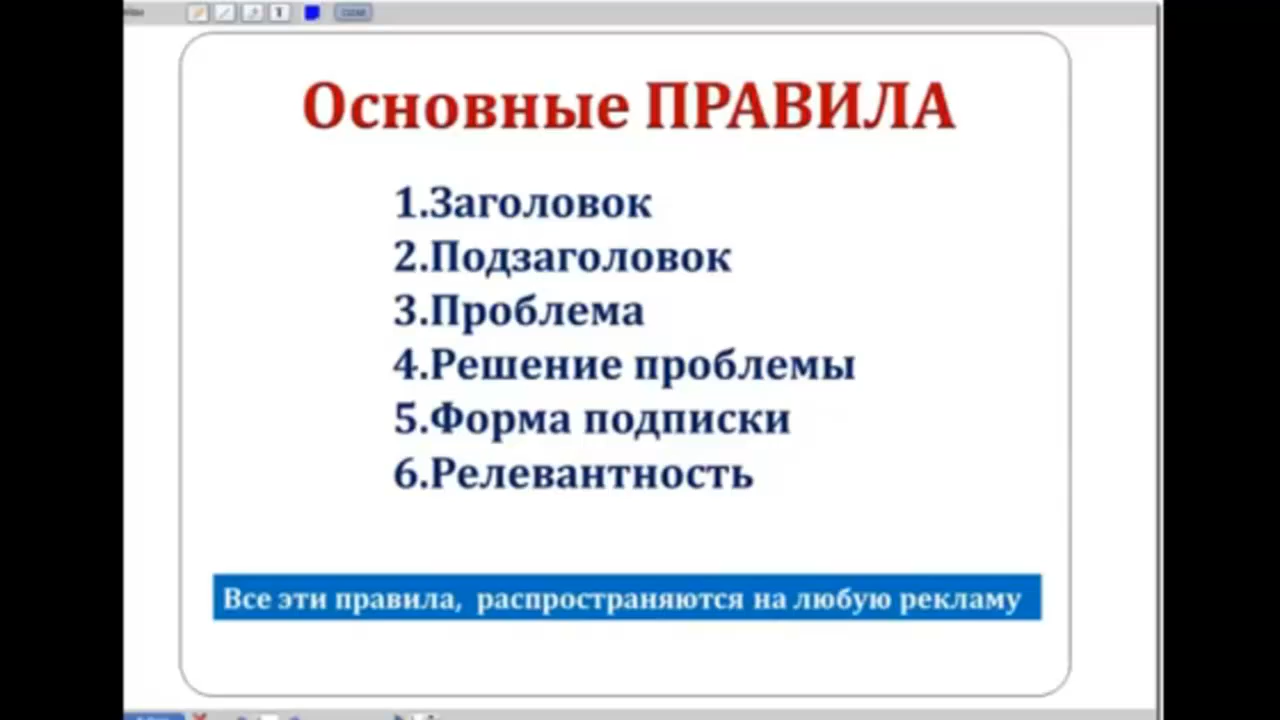 Основные ПРАВИЛА
1.Заголовок
2.Подзаголовок
3.Проблема
4.Решение проблемы
5.Форма подписки
6.Релевантность
Все эти правила, распространяются на любую рекламу